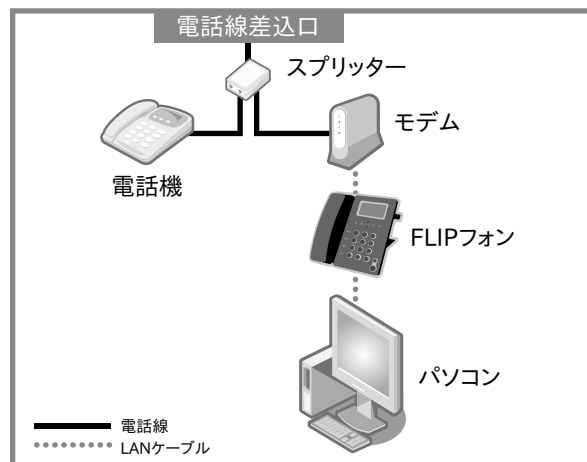 電話線差込口
スプリッター
モデム
電話機
FLIPフォン
パソコン
電話線
LANケーブル